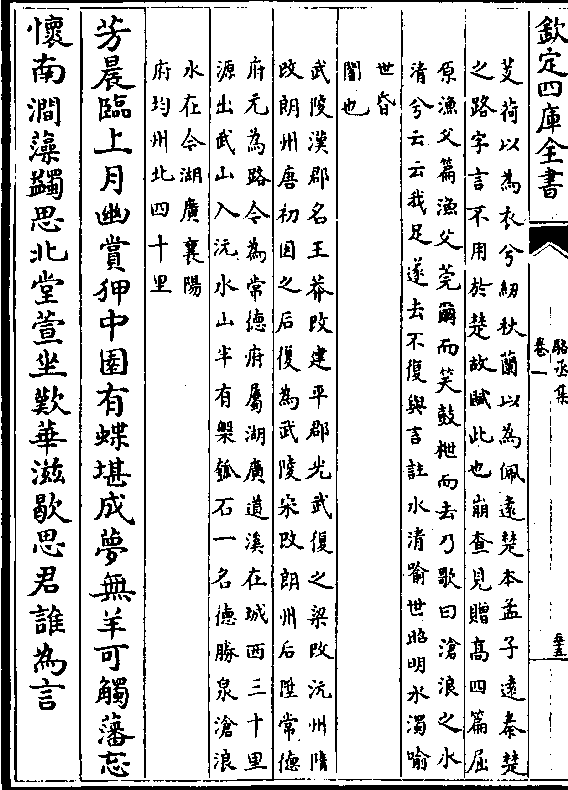 欽定四庫全書
駱丞集
卷一
芰荷以為衣兮紉秋蘭以為佩遠楚本孟子遠秦楚
之路字言不用於楚故賦此也崩查見贈高四篇屈
原漁父篇漁父莞爾而笑鼓枻而去乃歌曰滄浪之水
清兮云云我足遂去不復與言註水清喻世昭明水濁喻
世昏
闇也
武陵漢郡名王莽改建平郡光武復之梁改沅州隋
改朗州唐初因之后復為武陵宋改朗州后陞常德
府元為路今為常德府屬湖廣道溪在城西三十里
源出武山入沅水山半有槃瓠石一名德勝泉滄浪
水在今湖廣襄陽
府均州北四十里
芳晨臨上月幽賞狎中園有蝶堪成夢無羊可觸藩忘
懷南澗藻蠲思北堂萱坐歎華滋歇思君誰為言